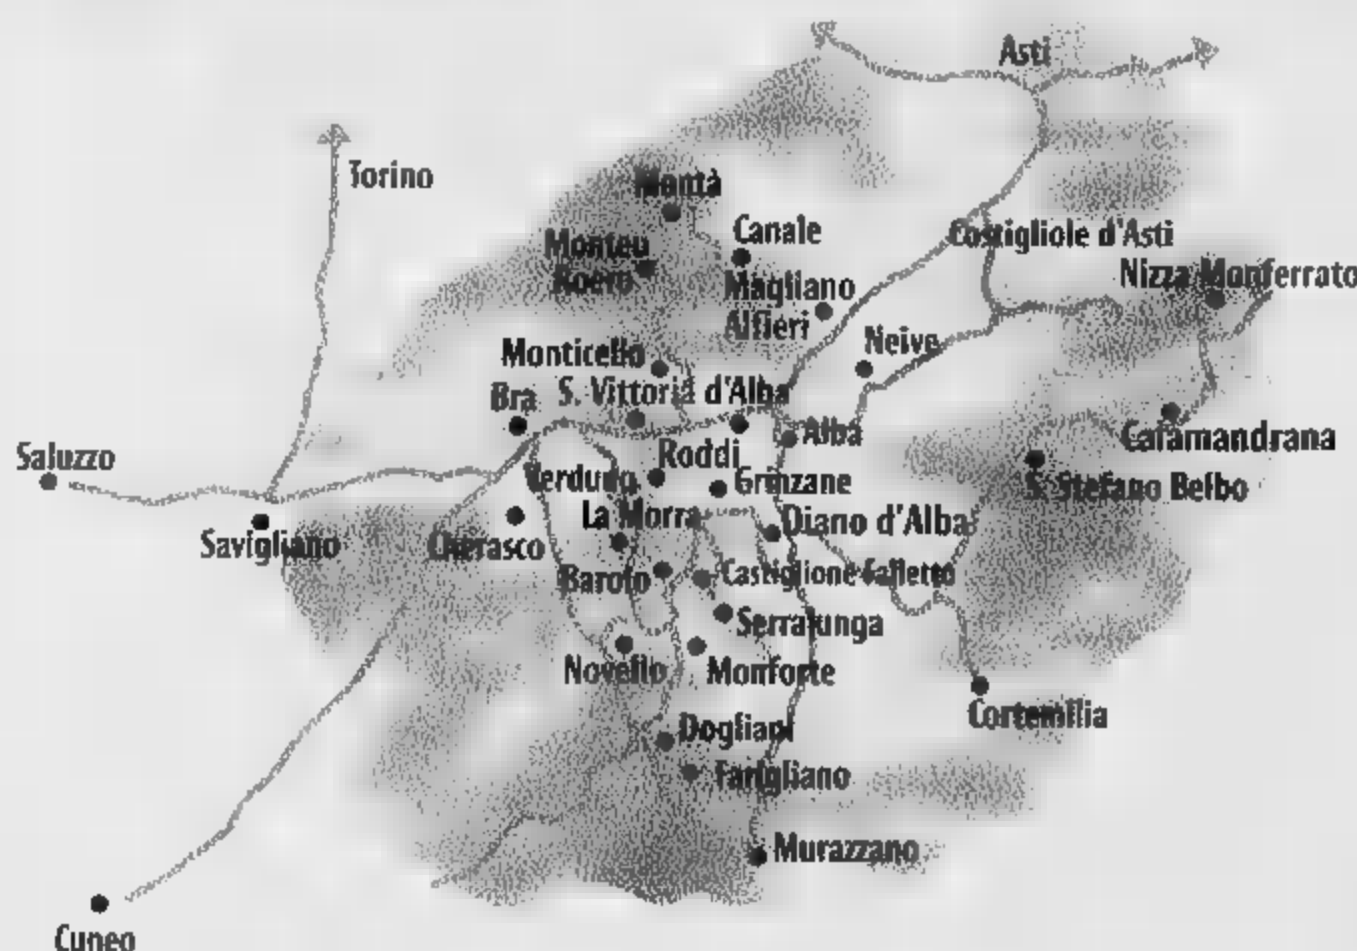 Asti
Torino
Montà
Canale
Costigliole d'Asti
Monteu
Roero
Nizza Monferrato
Magliano
Alfieri
Neive
Monticello
S. Vittoria d'Alba
Bra
Alba
Calamandrana
Saluzzo
Roddi
Verduno
Grinzane
S. Stefano Belbo
La Morra
Diano d'Alba
Savigliano
Cherasco
Barolo
Castiglione Falletto
Serralunga
Novello
Monforte
Cortemilia
Dogliani
Farigliano
Murazzano
Cuneo